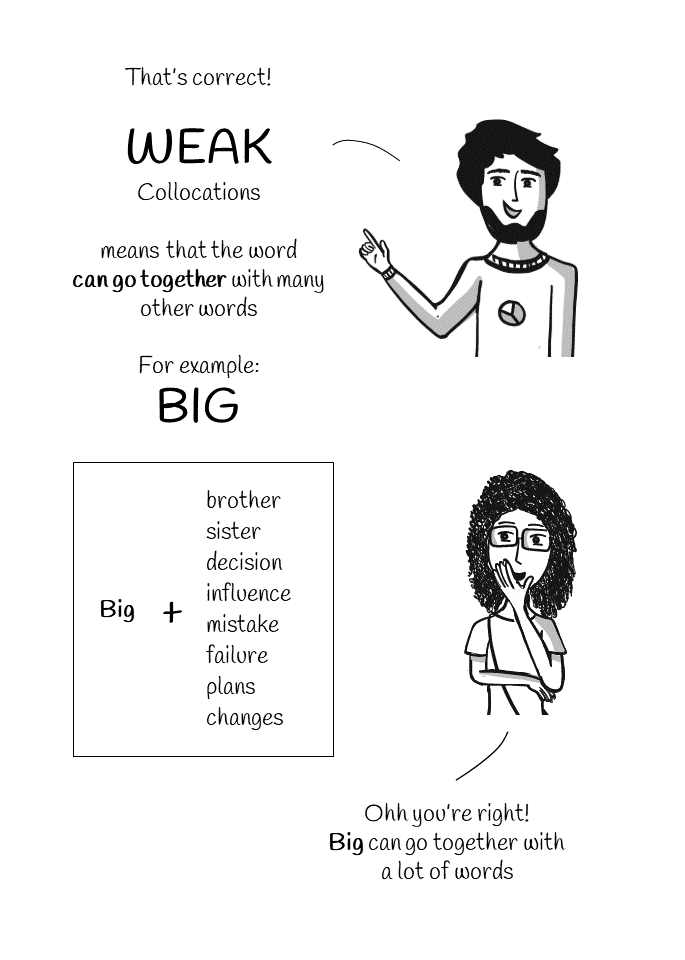 That's correct!
WEAK
Collocations
means that the word
can go together with many
other words
For example:
BIG
Big +
brother
sister
decision
influence
mistake
failure
plans
changes
Ohh you're right!
Big can go together with
a lot of words